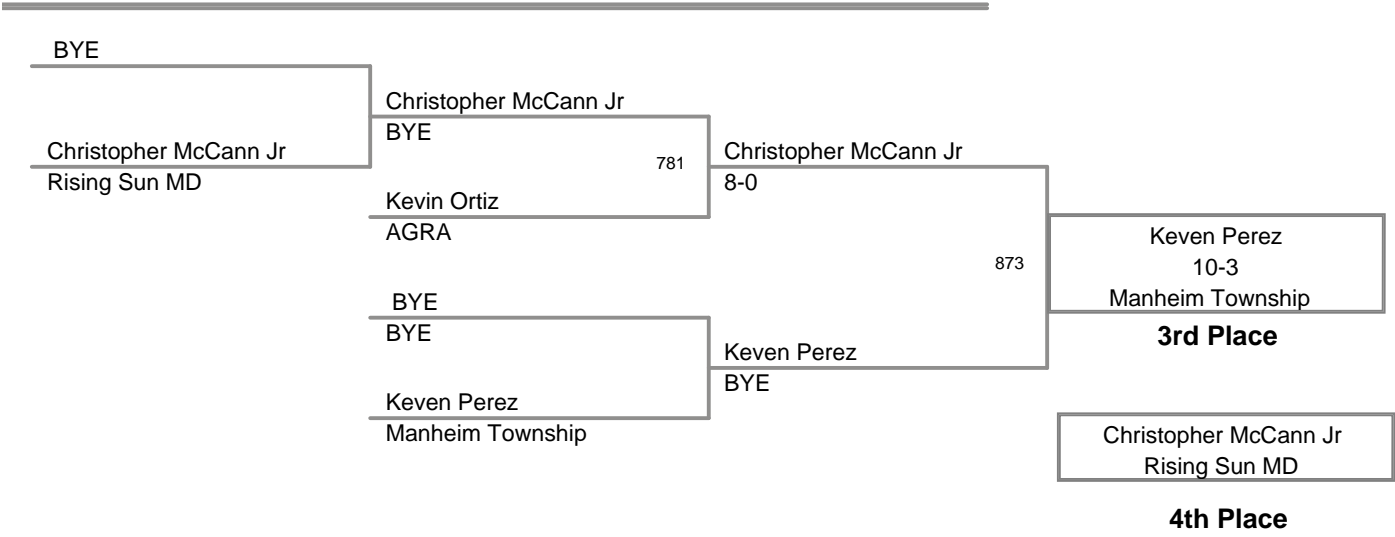 BYE
Christopher McCann Jr
Rising Sun MD
Christopher McCann Jr
BYE
781
Kevin Ortiz
AGRA
BYE
BYE
Keven Perez
Manheim Township
Christopher McCann Jr
8-0
873
Keven Perez
BYE
Keven Perez
10-3
Manheim Township
3rd Place
Christopher McCann Jr
Rising Sun MD
4th Place